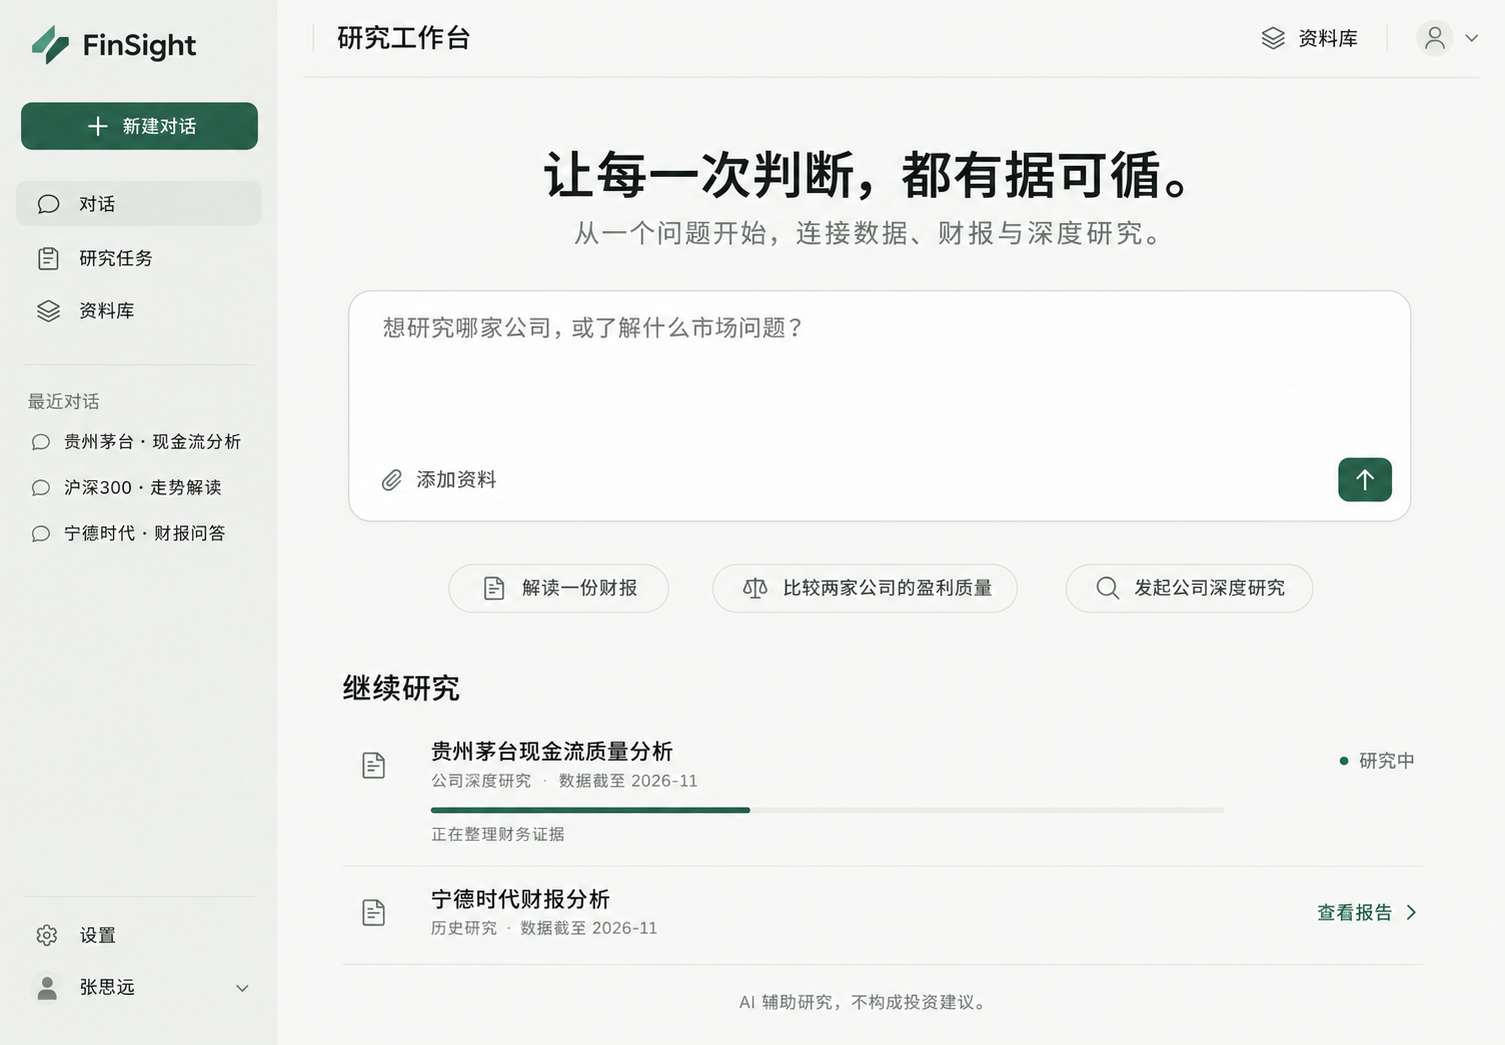 FinSight
新建对话
对话
研究任务
资料库
最近对话
贵州茅台·现金流分析
沪深300·走势解读
宁德时代·财报问答
设置
张思远
研究工作台
资料库
让每一次判断，都有据可循。
从一个问题开始，连接数据、财报与深度研究。
想研究哪家公司，或了解什么市场问题？
添加资料
解读一份财报
比较两家公司的盈利质量
发起公司深度研究
继续研究
贵州茅台现金流质量分析
公司深度研究 · 数据截至 2026-11
研究中
正在整理财务证据
宁德时代财报分析
历史研究 · 数据截至 2026-11
查看报告
AI 辅助研究，不构成投资建议。